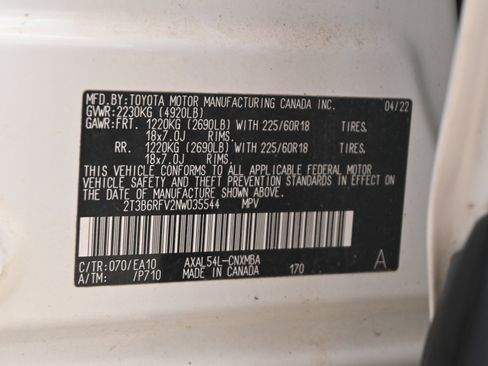 MFD.BY:TOYOTA MOTOR MANUFACTURING CANADA INC. 04/22
GVWR:2230KG (4920LB)
GAWR:FRT. 1220KG (2690LB) WITH 225/60R18 TIRES,
18x7.0J RIMS.
RR. 1220KG (2690LB) WITH 225/60R18 TIRES,
18x7.0J RIMS.
THIS VEHICLE CONFORMS TO ALL APPLICABLE FEDERAL MOTOR
VEHICLE SAFETY AND THEFT PREVENTION STANDARDS IN EFFECT ON
THE DATE OF MANUFACTURE SHOWN ABOVE.
2T3B6RFV2NW035544 MPV
C/TR:070/EA10 AXAL54L-CNXMBA A
A/TM: /P710 MADE IN CANADA 170